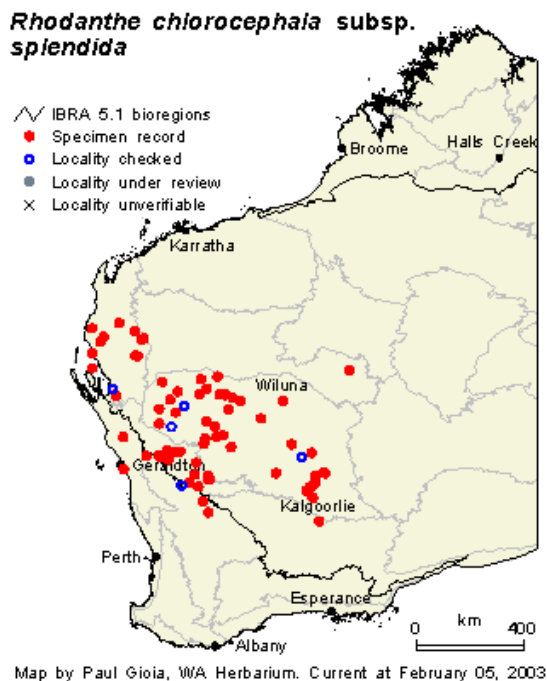 Rhodanthe chlorocephala subsp.
splendida
IBRA 5.1 bioregions
Specimen record
Locality checked
Locality under review
Locality unverifiable
Broome
Halls Creek
Karratha
Wiluna
Geraldton
Kalgoorlie
Perth
Esperance
Albany
km
0 400
Map by Paul Gioia, WA Herbarium. Current at February 05, 2003